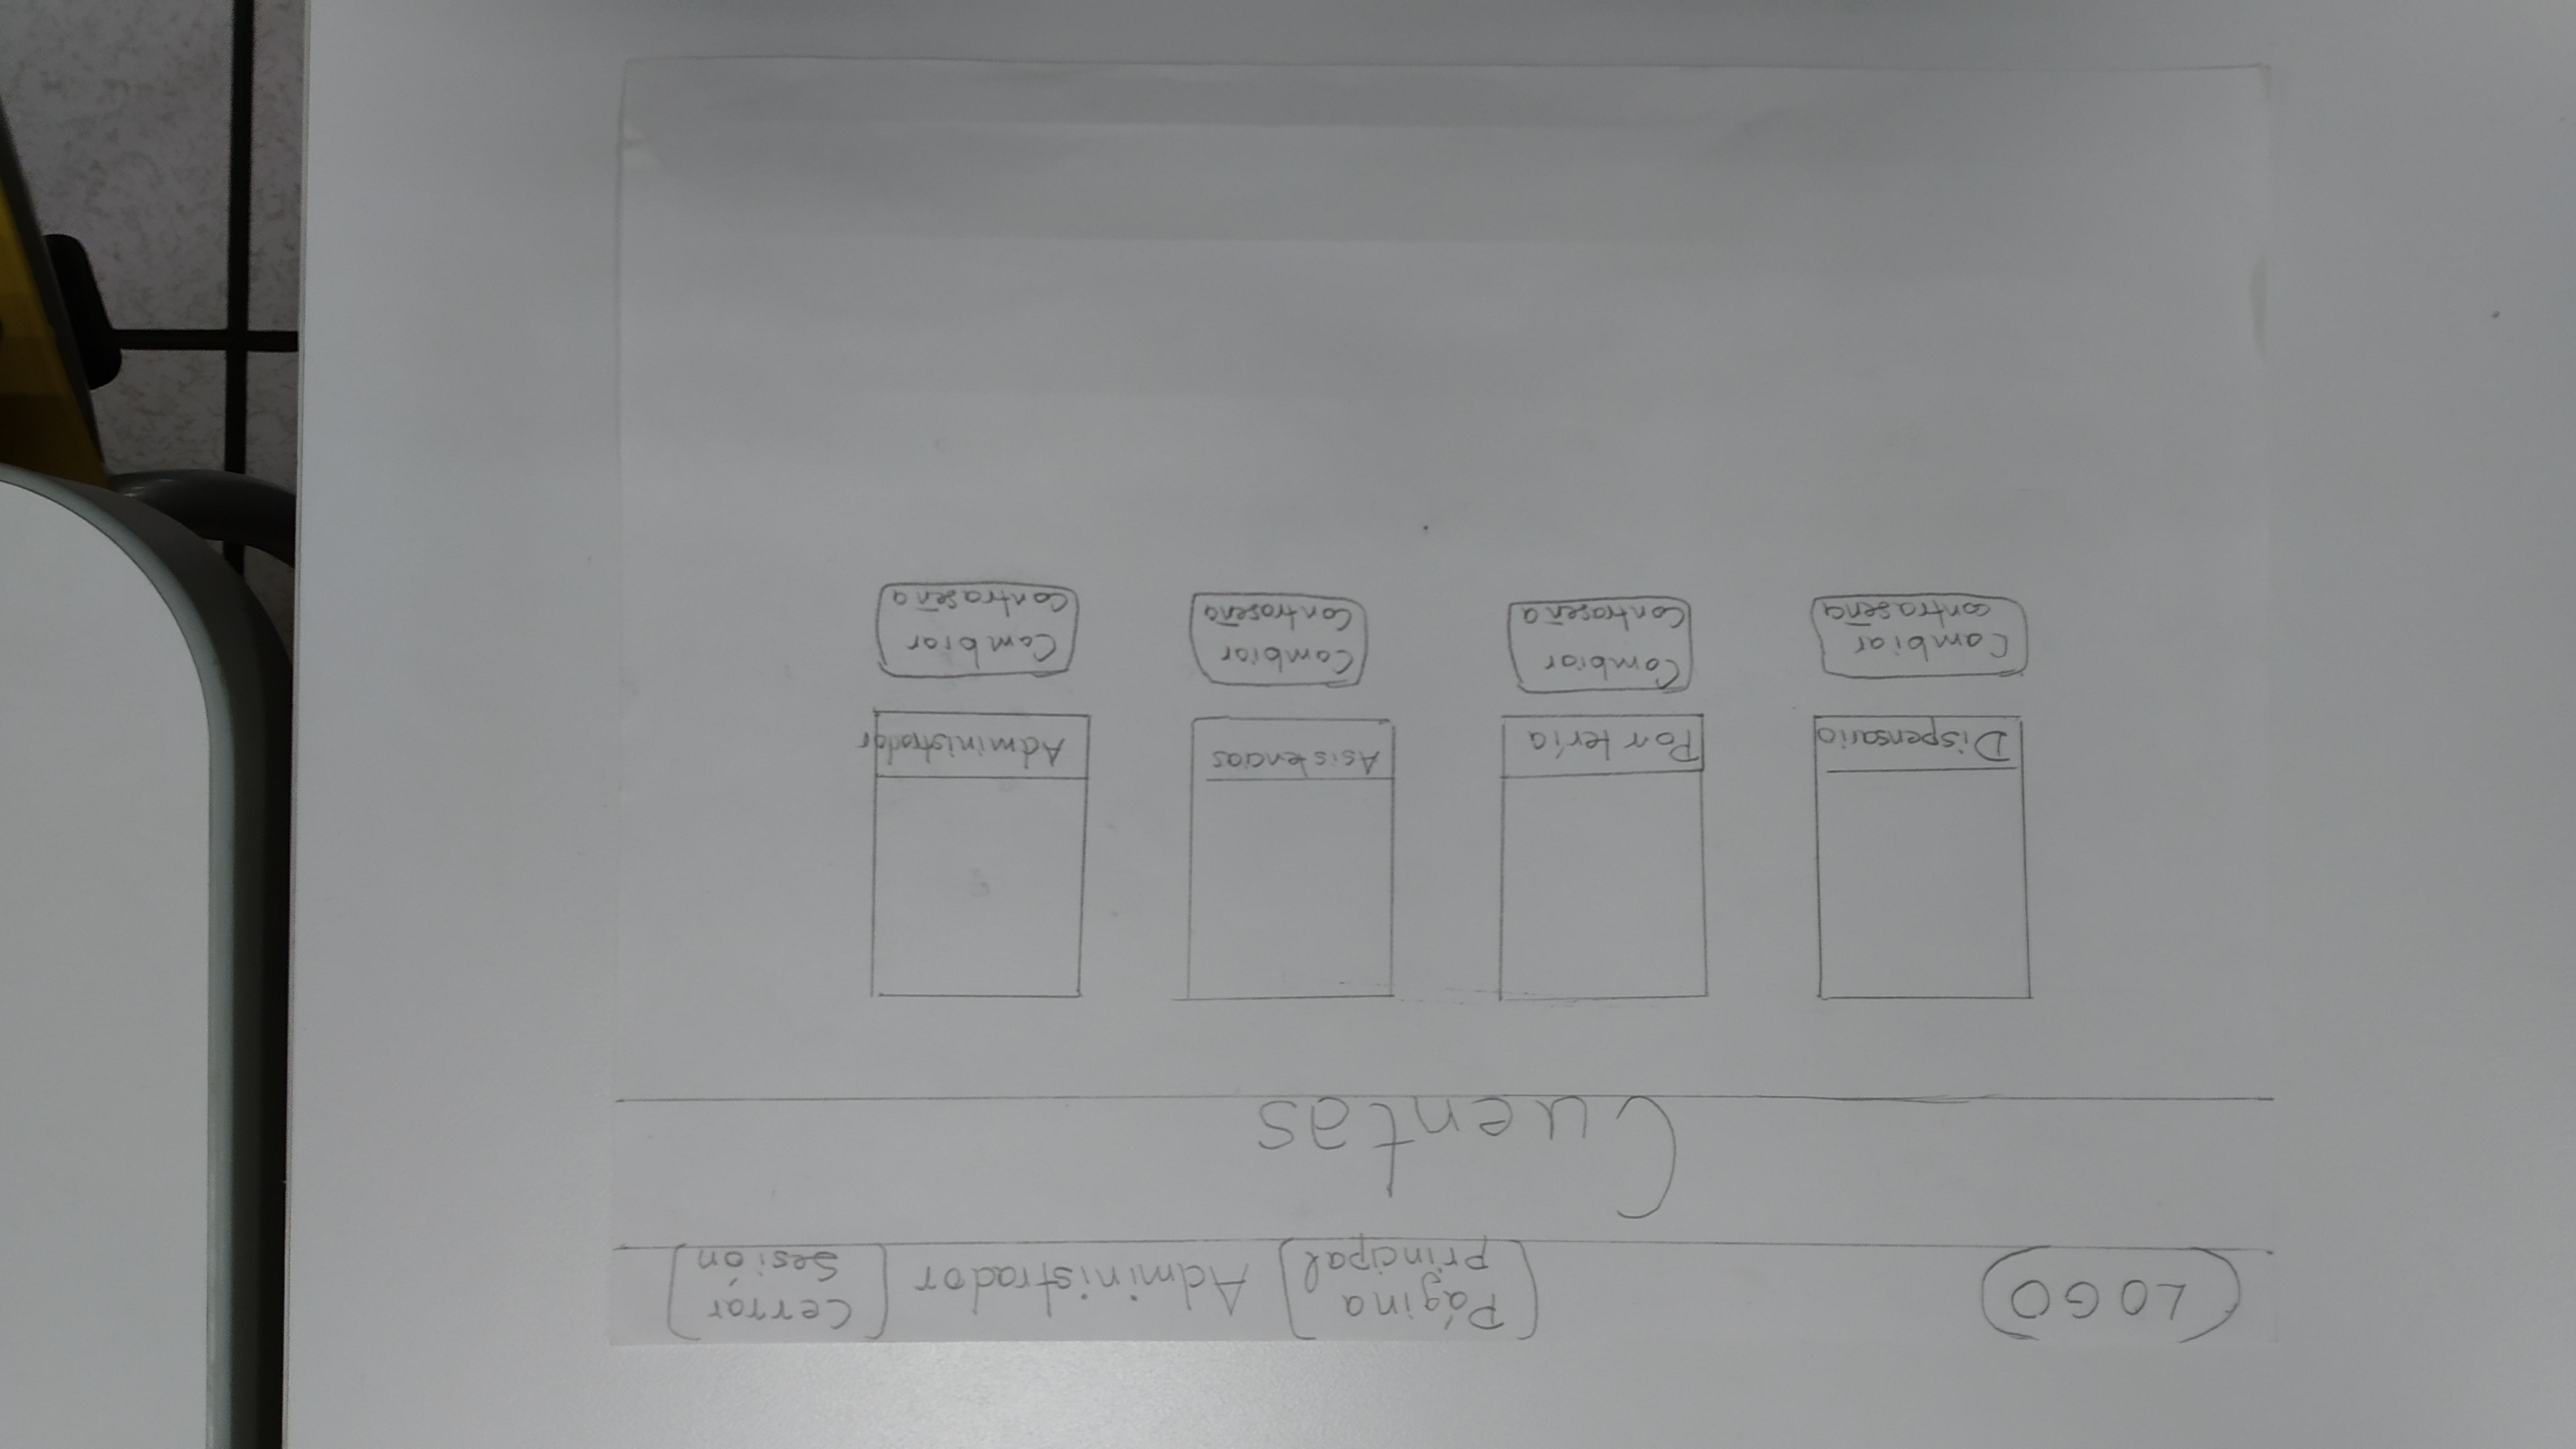 LOGO
Página
principal
Administrador
Cerrar
Sesión
Cuentas
Dispensario
Portería
Asistencias
Administrador
Cambiar
contraseña
Cambiar
Contraseña
Cambiar
Contraseña
Cambiar
Contraseña